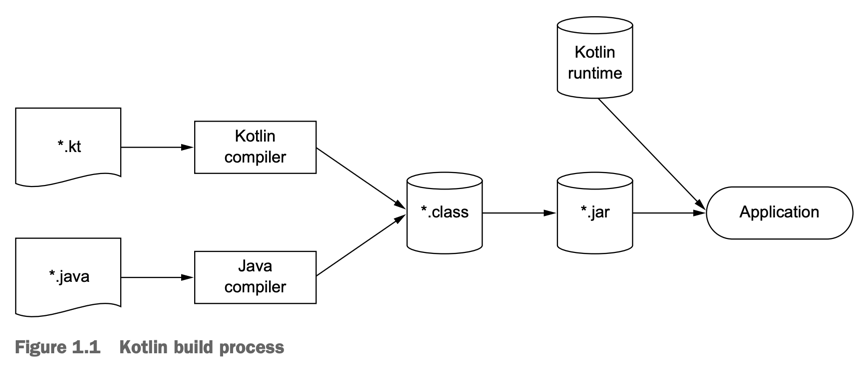 Kotlin
runtime
*.kt
Kotlin
compiler
*.class
*.jar
Application
*.java
Java
compiler
Figure 1.1 Kotlin build process